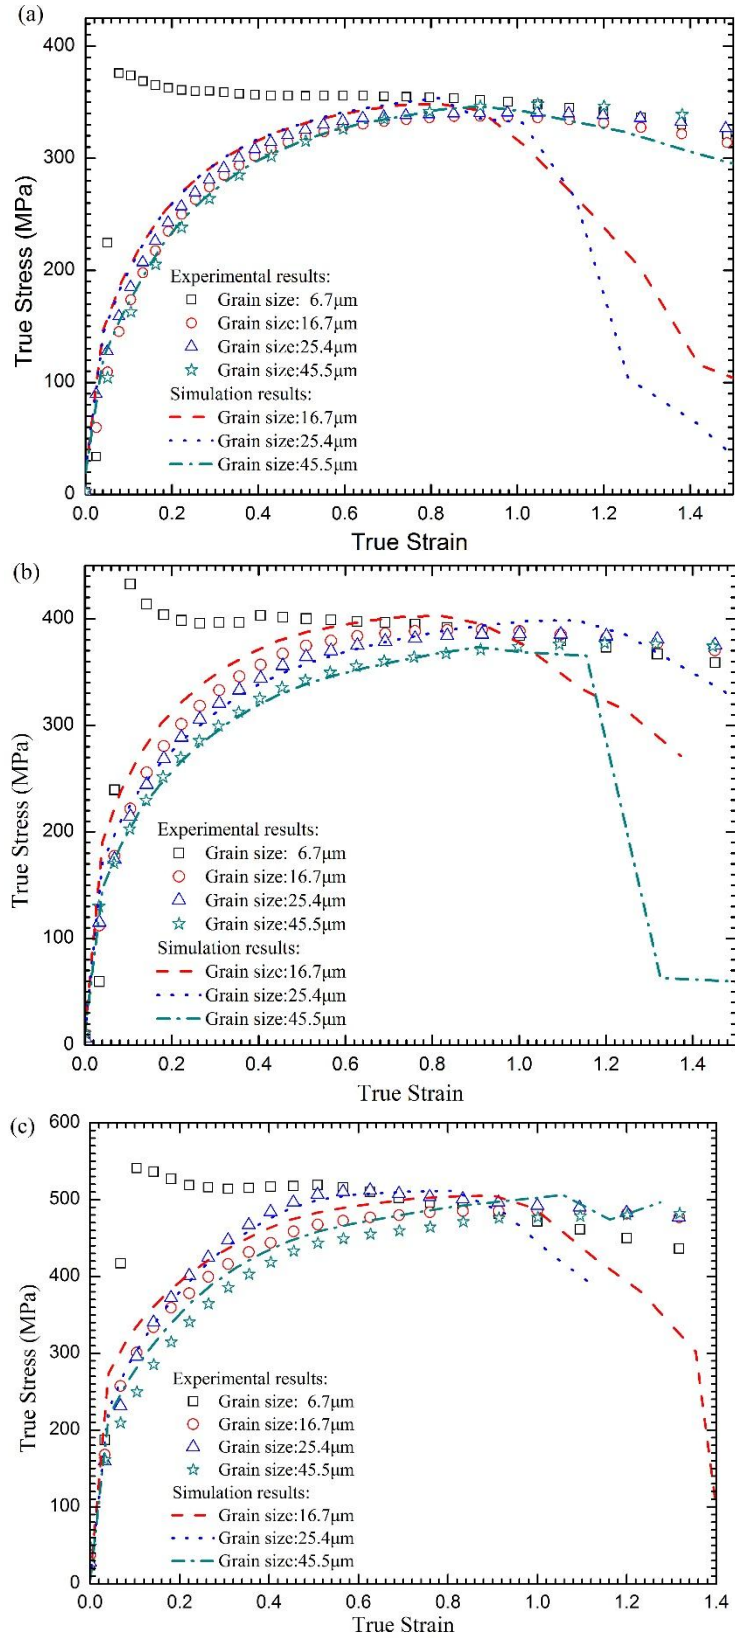 (a)
400
300
200
100
0
True Stress (MPa)
Experimental results:
Grain size: 6.7μm
Grain size:16.7μm
Grain size:25.4μm
Grain size:45.5μm
Simulation results:
Grain size:16.7μm
Grain size:25.4μm
Grain size:45.5μm
0.0 0.2 0.4 0.6 0.8 1.0 1.2 1.4
True Strain
(b)
400
300
200
100
0
True Stress (MPa)
Experimental results:
Grain size: 6.7μm
Grain size:16.7μm
Grain size:25.4μm
Grain size:45.5μm
Simulation results:
Grain size:16.7μm
Grain size:25.4μm
Grain size:45.5μm
0.0 0.2 0.4 0.6 0.8 1.0 1.2 1.4
True Strain
(c)
600
500
400
300
200
100
0
True Stress (MPa)
Experimental results:
Grain size: 6.7μm
Grain size:16.7μm
Grain size:25.4μm
Grain size:45.5μm
Simulation results:
Grain size:16.7μm
Grain size:25.4μm
Grain size:45.5μm
0.0 0.2 0.4 0.6 0.8 1.0 1.2 1.4
True Strain